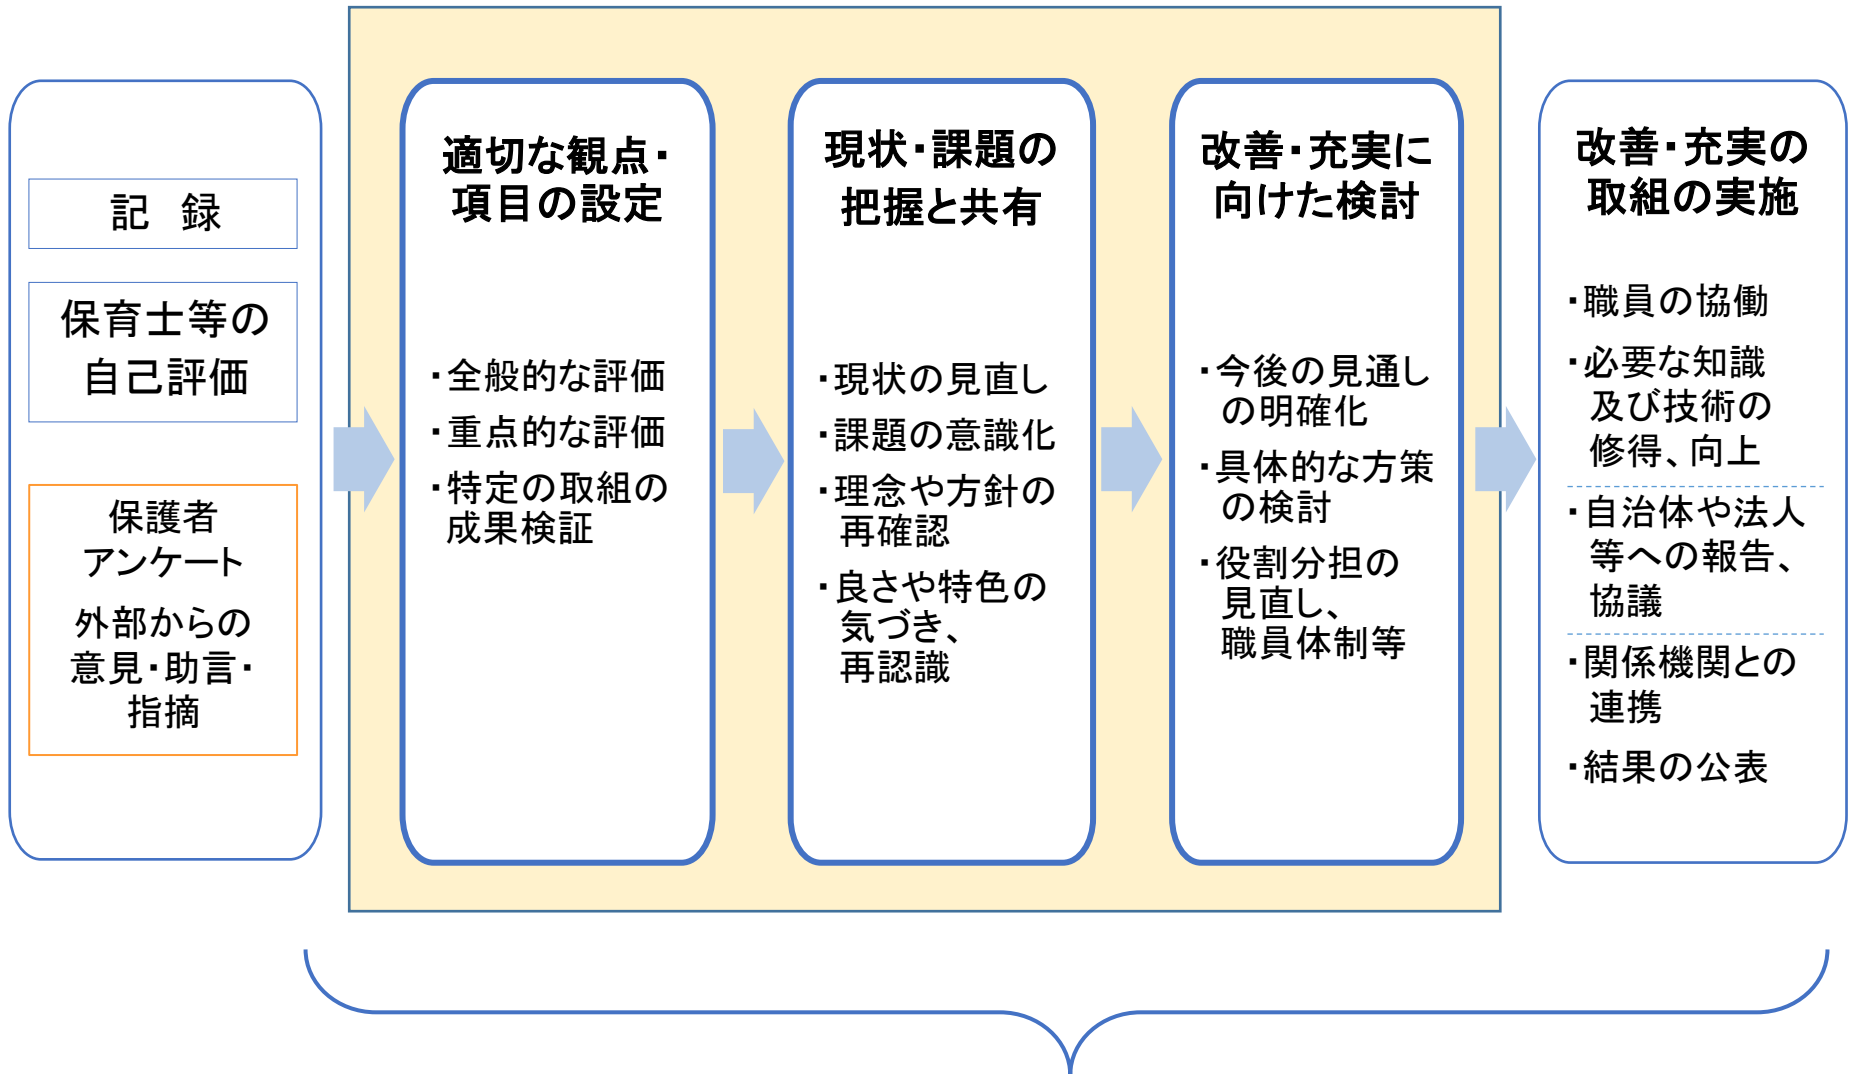 記 録
保育士等の
自己評価
保護者
アンケート
外部からの
意見・助言・
指摘
適切な観点・
項目の設定
・全般的な評価
・重点的な評価
・特定の取組の
成果検証
現状・課題の
把握と共有
・現状の見直し
・課題の意識化
・理念や方針の
再確認
・良さや特色の
気づき、
再認識
改善・充実に
向けた検討
・今後の見通し
の明確化
・具体的な方策
の検討
・役割分担の
見直し、
職員体制等
改善・充実の
取組の実施
・職員の協働
・必要な知識
及び技術の
修得、向上
・自治体や法人
等への報告、
協議
・関係機関との
連携
・結果の公表